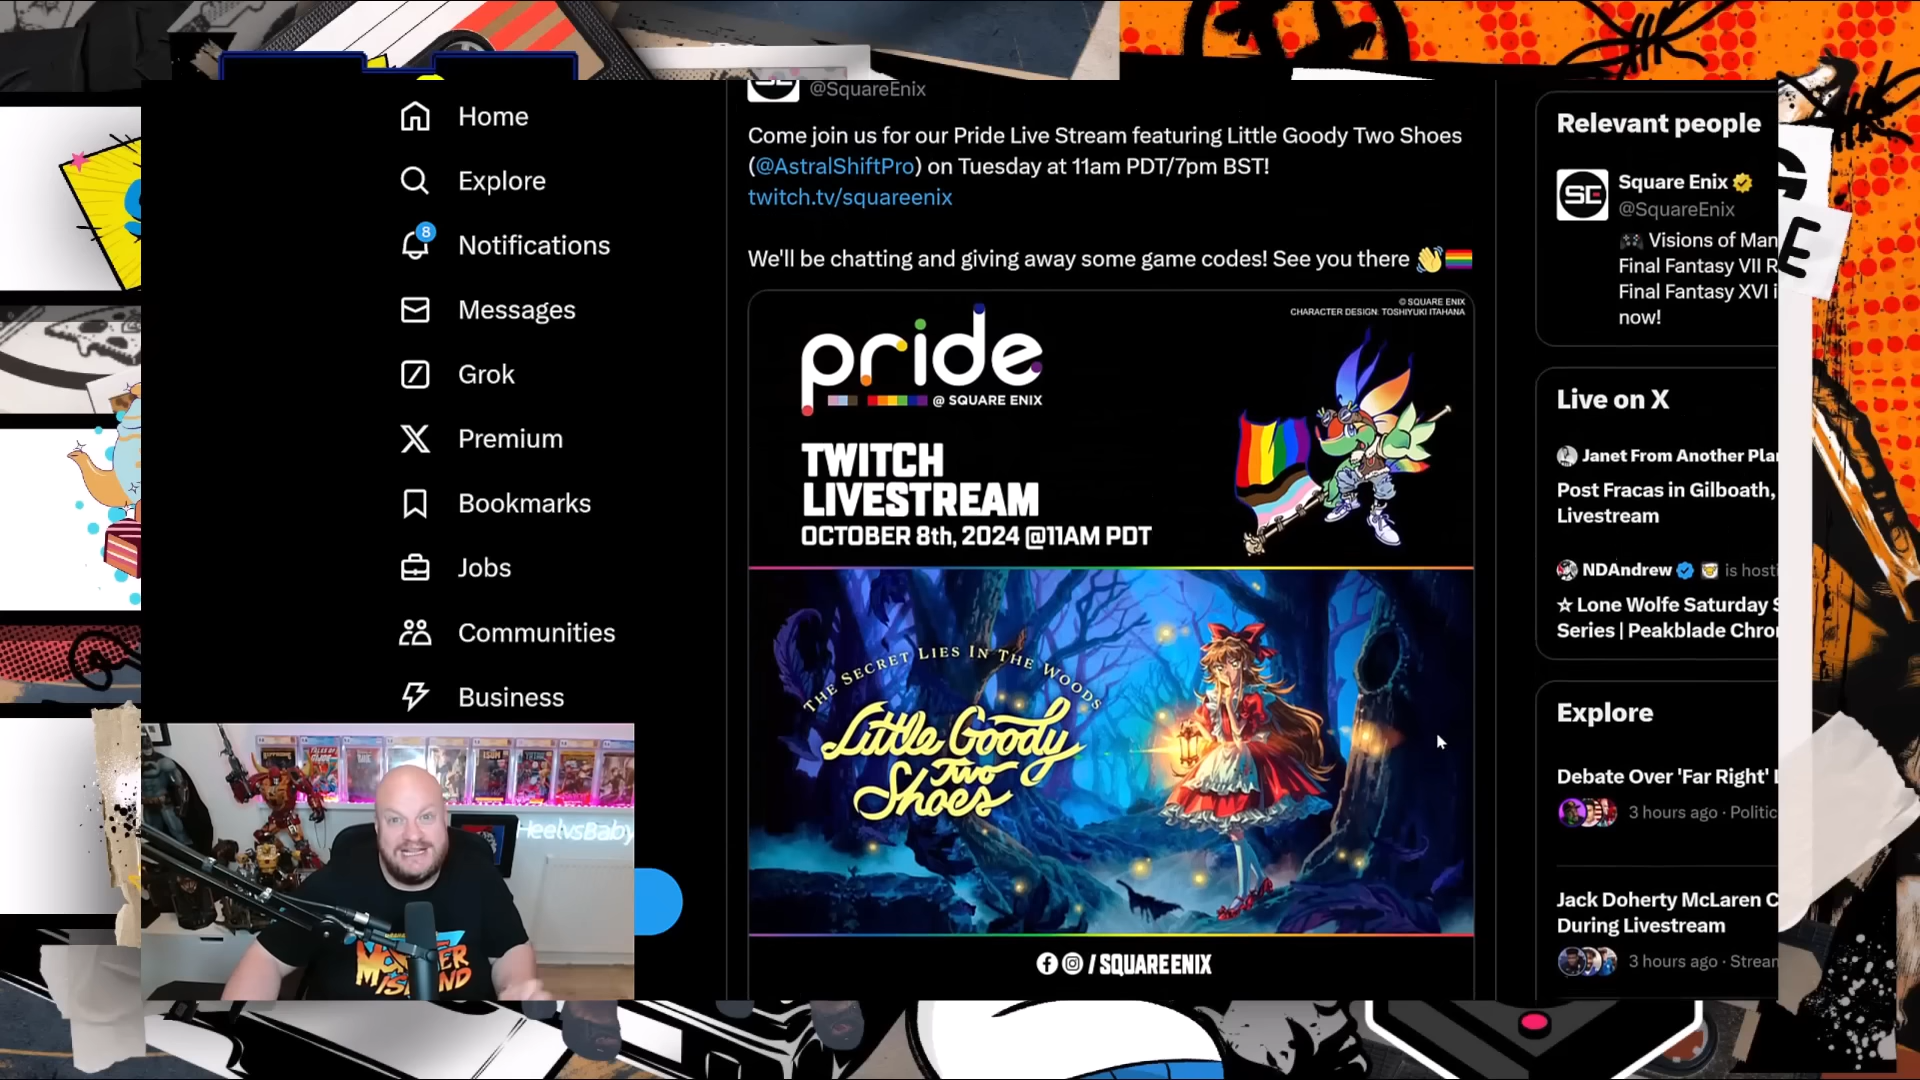 Home
Explore
8
Notifications
Messages
Grok
Premium
Bookmarks
Jobs
Communities
Business
@SquareEnix
Come join us for our Pride Live Stream featuring Little Goody Two Shoes
(@AstralShiftPro) on Tuesday at 11am PDT/7pm BST!
twitch.tv/squareenix
We'll be chatting and giving away some game codes! See you there 👋🏳️‍🌈
© SQUARE ENIX
CHARACTER DESIGN: TOSHIYUKI ITAHANA
pride
@ SQUARE ENIX
TWITCH
LIVESTREAM
OCTOBER 8th, 2024 @11AM PDT
THE SECRET LIES IN THE WOODS
Little Goody
Two
Shoes
/ SQUARE ENIX
Relevant people
SE
Square Enix
@SquareEnix
🎮 Visions of Man
Final Fantasy VII R
Final Fantasy XVI i
now!
Live on X
Janet From Another Pla
Post Fracas in Gilboath,
Livestream
NDAndrew is hosti
☆ Lone Wolfe Saturday S
Series | Peakblade Chro
Explore
Debate Over 'Far Right'
3 hours ago · Politic
Jack Doherty McLaren C
During Livestream
3 hours ago · Stream
HeelvsBaby
E